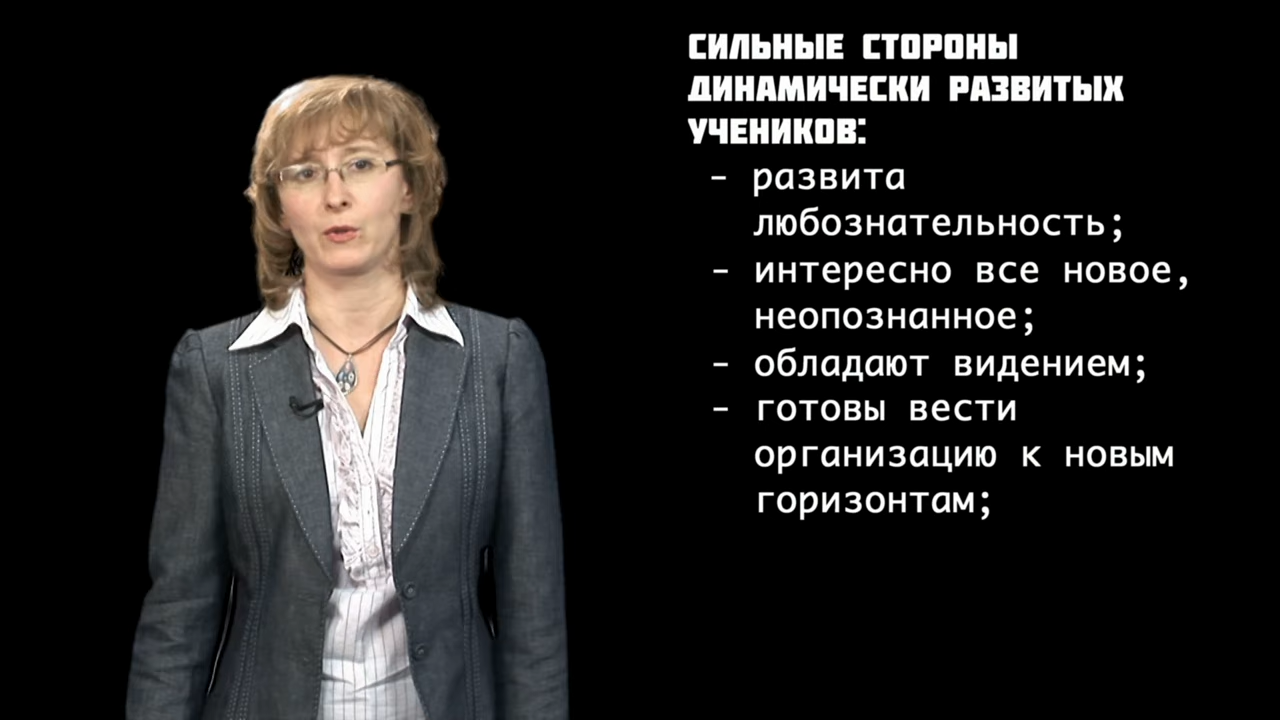 СИЛЬНЫЕ СТОРОНЫ
ДИНАМИЧЕСКИ РАЗВИТЫХ
УЧЕНИКОВ:
- развита
любознательность;
- интересно все новое,
неопознанное;
- обладают видением;
- готовы вести
организацию к новым
горизонтам;